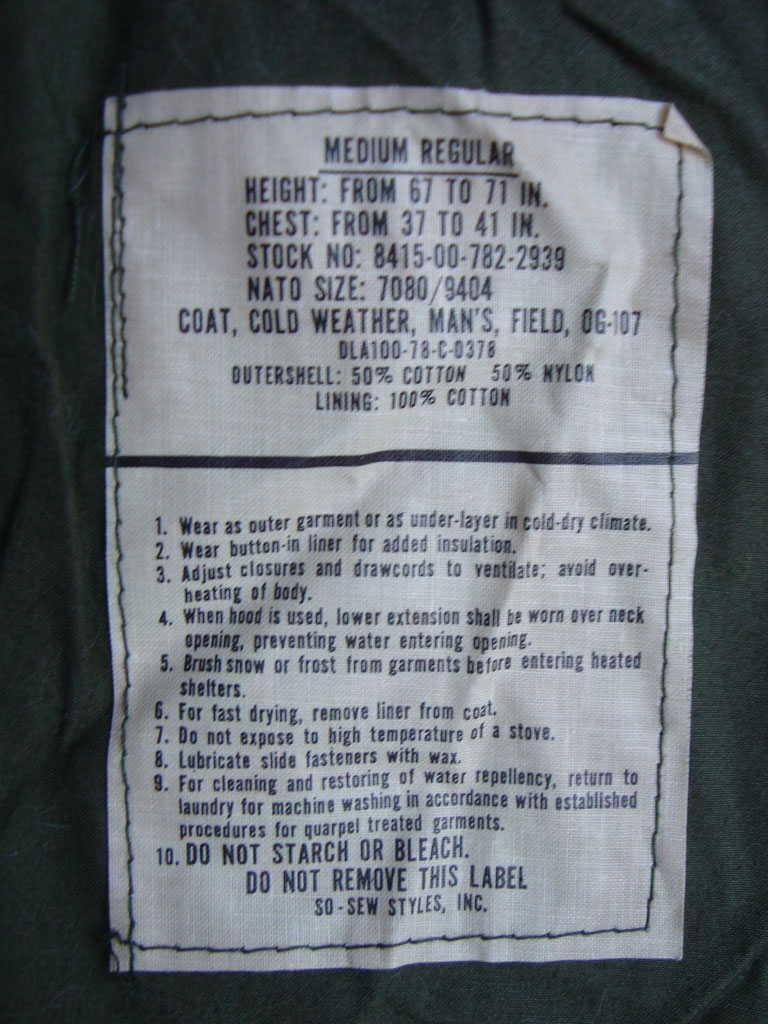 MEDIUM REGULAR
HEIGHT: FROM 67 TO 71 IN.
CHEST: FROM 37 TO 41 IN.
STOCK NO: 8415-00-782-2939
NATO SIZE: 7080/9404
COAT, COLD WEATHER, MAN'S, FIELD, OG-107
DLA100-78-C-0378
OUTERSHELL: 50% COTTON 50% NYLON
LINING: 100% COTTON
1. Wear as outer garment or as under-layer in cold-dry climate.
2. Wear button-in liner for added insulation.
3. Adjust closures and drawcords to ventilate; avoid over-
heating of body.
4. When hood is used, lower extension shall be worn over neck
opening, preventing water entering opening.
5. Brush snow or frost from garments before entering heated
shelters.
6. For fast drying, remove liner from coat.
7. Do not expose to high temperature of a stove.
8. Lubricate slide fasteners with wax.
9. For cleaning and restoring of water repellency, return to
laundry for machine washing in accordance with established
procedures for quarpel treated garments.
10. DO NOT STARCH OR BLEACH.
DO NOT REMOVE THIS LABEL
SO-SEW STYLES, INC.